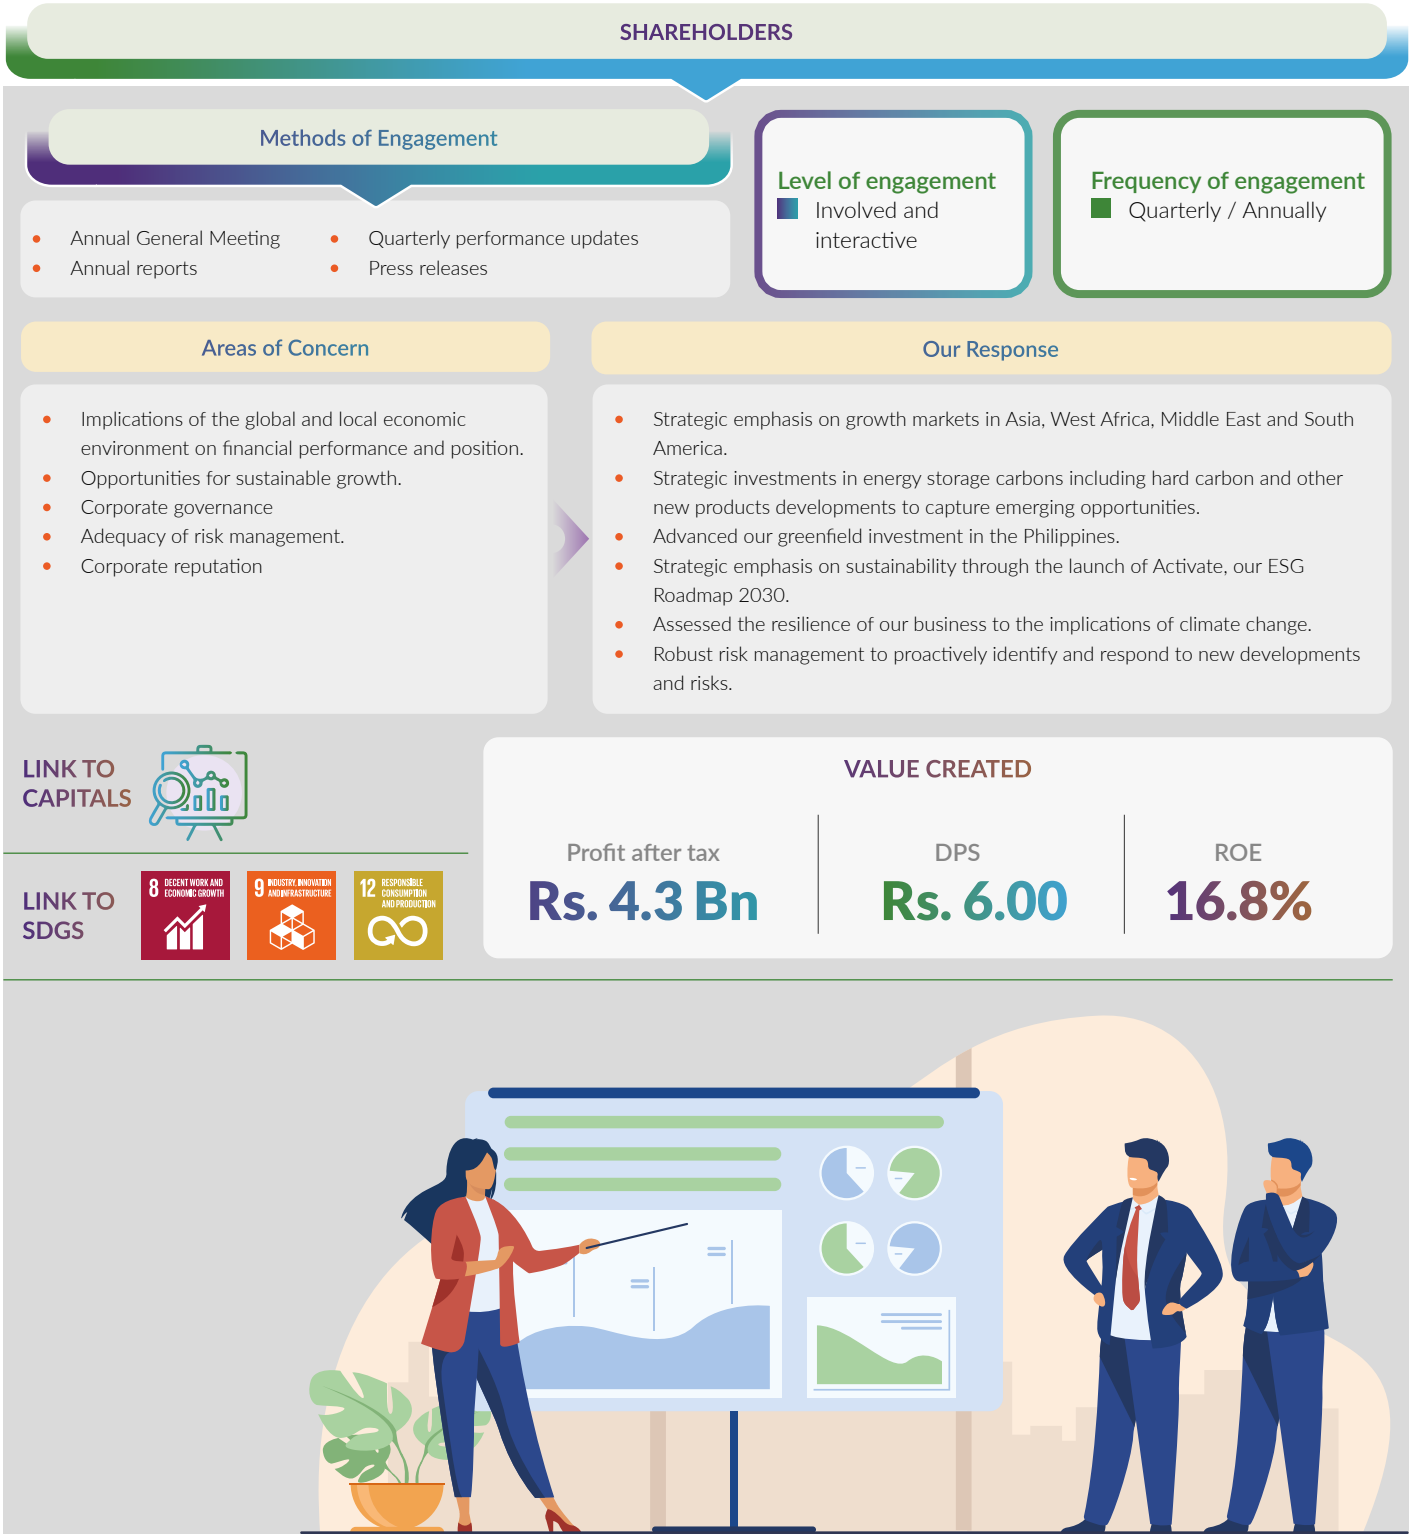 SHAREHOLDERS
Methods of Engagement
• Annual General Meeting
• Annual reports
• Quarterly performance updates
• Press releases
Level of engagement
Involved and
interactive
Frequency of engagement
Quarterly / Annually
Areas of Concern
• Implications of the global and local economic
environment on financial performance and position.
• Opportunities for sustainable growth.
• Corporate governance
• Adequacy of risk management.
• Corporate reputation
Our Response
• Strategic emphasis on growth markets in Asia, West Africa, Middle East and South
America.
• Strategic investments in energy storage carbons including hard carbon and other
new products developments to capture emerging opportunities.
• Advanced our greenfield investment in the Philippines.
• Strategic emphasis on sustainability through the launch of Activate, our ESG
Roadmap 2030.
• Assessed the resilience of our business to the implications of climate change.
• Robust risk management to proactively identify and respond to new developments
and risks.
LINK TO
CAPITALS
LINK TO
SDGS
8 DECENT WORK AND
ECONOMIC GROWTH
9 INDUSTRY, INNOVATION
AND INFRASTRUCTURE
12 RESPONSIBLE
CONSUMPTION
AND PRODUCTION
VALUE CREATED
Profit after tax
Rs. 4.3 Bn
DPS
Rs. 6.00
ROE
16.8%